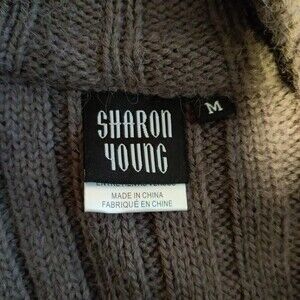 SHARON
YOUNG
M
MADE IN CHINA
FABRIQUÉ EN CHINE